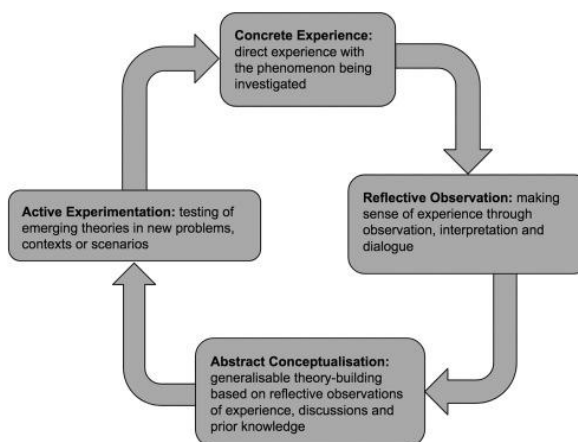 Concrete Experience:
direct experience with
the phenomenon being
investigated
Reflective Observation: making
sense of experience through
observation, interpretation and
dialogue
Abstract Conceptualisation:
generalisable theory-building
based on reflective observations
of experience, discussions and
prior knowledge
Active Experimentation: testing of
emerging theories in new problems,
contexts or scenarios